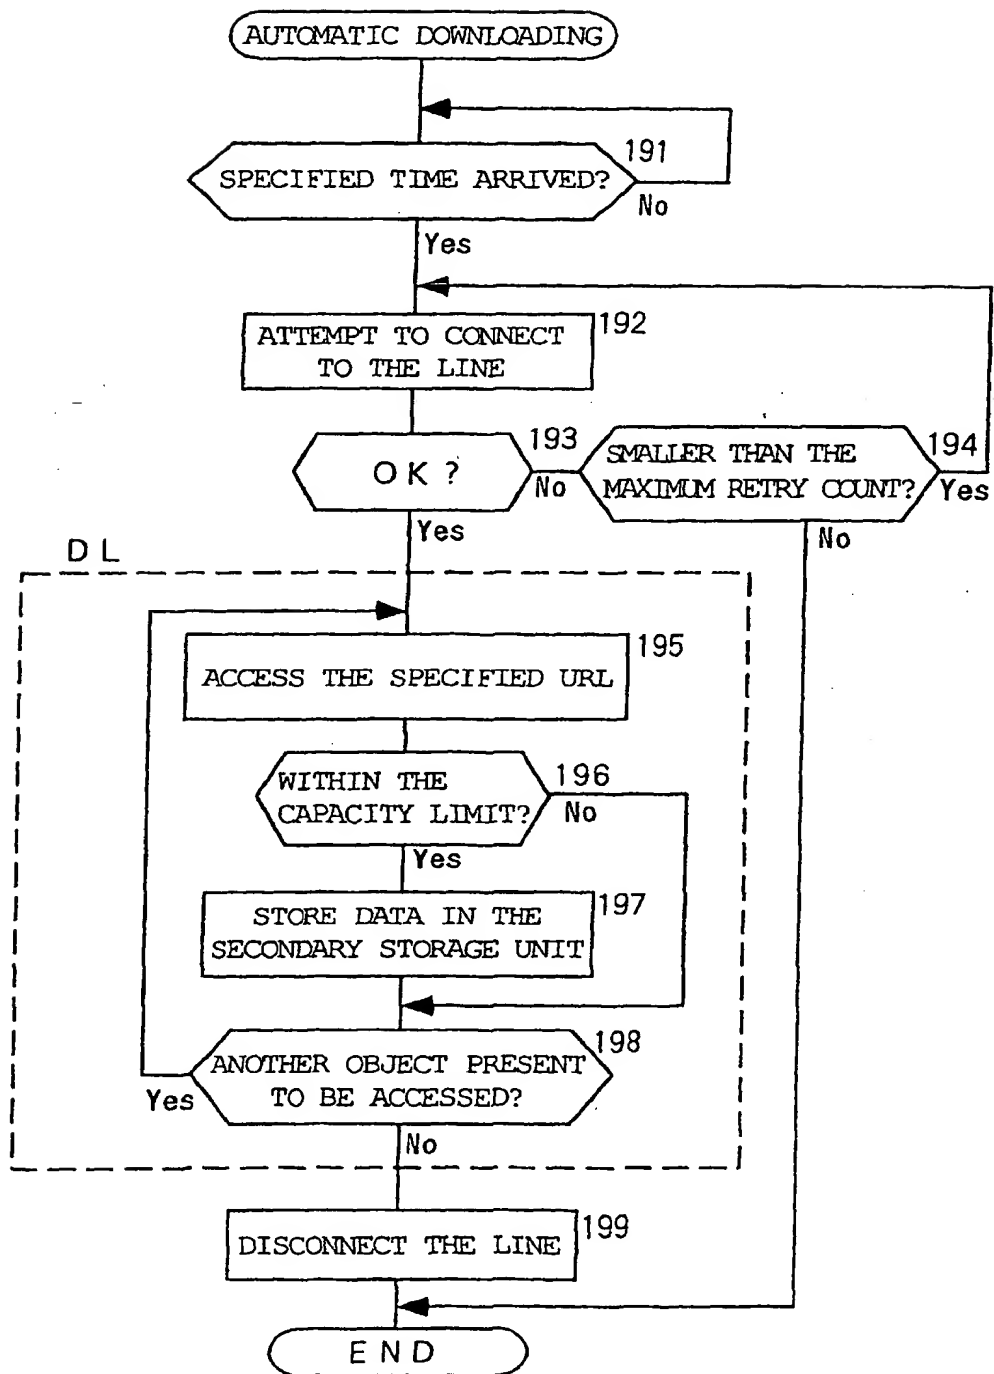 AUTOMATIC DOWNLOADING
191
SPECIFIED TIME ARRIVED?
No
Yes
192
ATTEMPT TO CONNECT
TO THE LINE
193
OK?
No
Yes
194
SMALLER THAN THE
MAXIMUM RETRY COUNT?
Yes
No
DL
195
ACCESS THE SPECIFIED URL
196
WITHIN THE
CAPACITY LIMIT?
No
Yes
197
STORE DATA IN THE
SECONDARY STORAGE UNIT
198
ANOTHER OBJECT PRESENT
TO BE ACCESSED?
Yes
No
199
DISCONNECT THE LINE
END